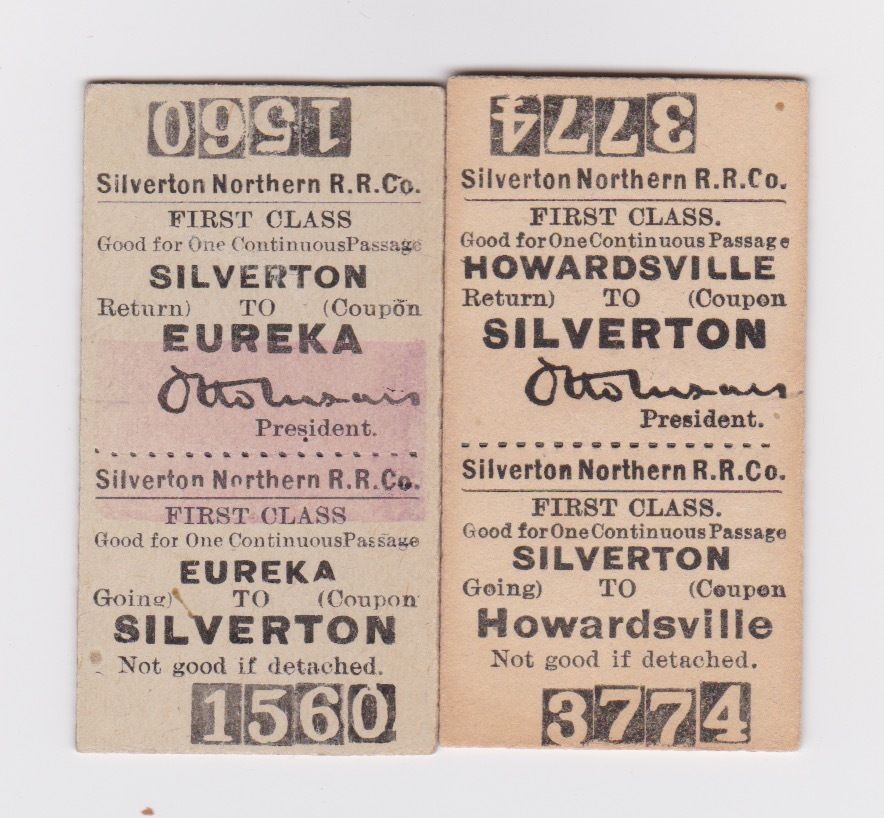 1560
Silverton Northern R.R.Co.
FIRST CLASS
Good for One Continuous Passage
SILVERTON
Return) TO (Coupon
EUREKA
President.
Silverton Northern R.R.Co.
FIRST CLASS
Good for One Continuous Passage
EUREKA
Going) TO (Coupon
SILVERTON
Not good if detached.
1560
3774
Silverton Northern R.R.Co.
FIRST CLASS.
Good for One Continuous Passage
HOWARDSVILLE
Return) TO (Coupon
SILVERTON
President.
Silverton Northern R.R.Co.
FIRST CLASS.
Good for One Continuous Passage
SILVERTON
Going) TO (Coupon
Howardsville
Not good if detached.
3774